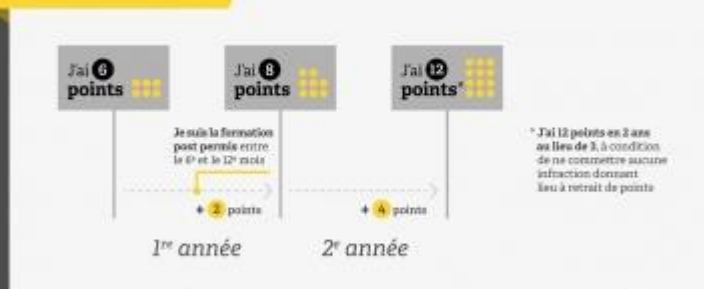 J'ai 6
points
J'ai 8
points
J'ai 12
points*
Je suis la formation
post permis entre
le 6e et le 12e mois
+ 2 points
+ 4 points
1re année
2e année
* J'ai 12 points en 2 ans
au lieu de 3, à condition
de ne commettre aucune
infraction donnant
lieu à retrait de points